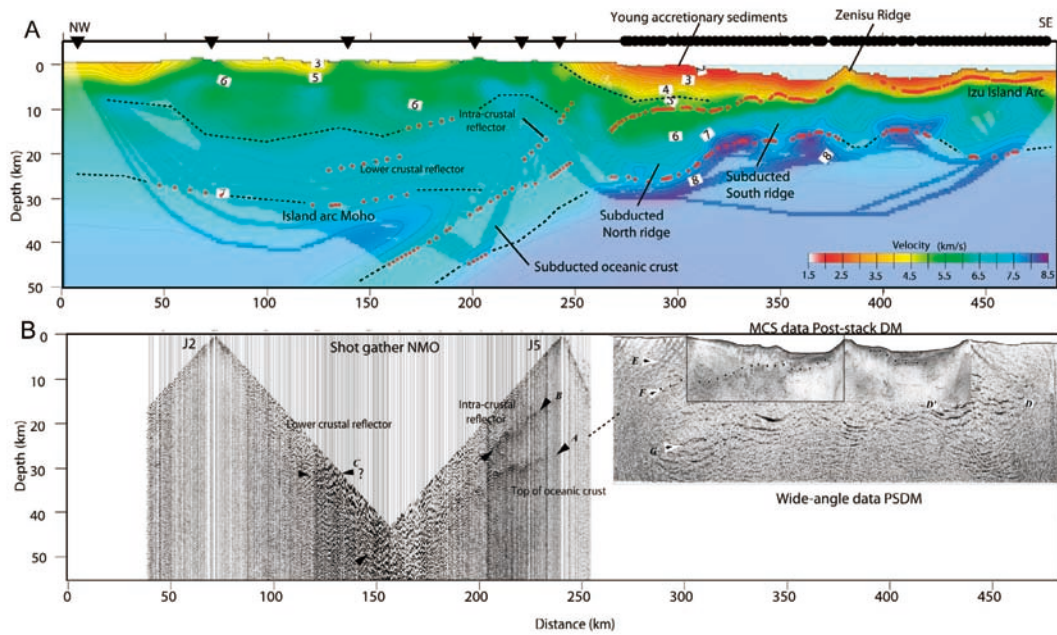 A
NW
Young accretionary sediments
Zenisu Ridge
SE
0
10
20
30
40
50
Depth (km)
3
5
6
6
2
3
4
5
6
7
8
8
7
Intra-crustal
reflector
Lower crustal reflector
Island arc Moho
Subducted oceanic crust
Subducted
North ridge
Subducted
South ridge
Izu Island Arc
Velocity (km/s)
1.5 2.5 3.5 4.5 5.5 6.5 7.5 8.5
0 50 100 150 200 250 300 350 400 450
B
J2
Shot gather NMO
J5
MCS data Post-stack DM
0
10
20
30
40
50
Depth (km)
Lower crustal reflector
C
?
Intra-crustal
reflector
B
A
Top of oceanic crust
E
F
G
D'
D
Wide-angle data PSDM
0 50 100 150 200 250 300 350 400 450
Distance (km)